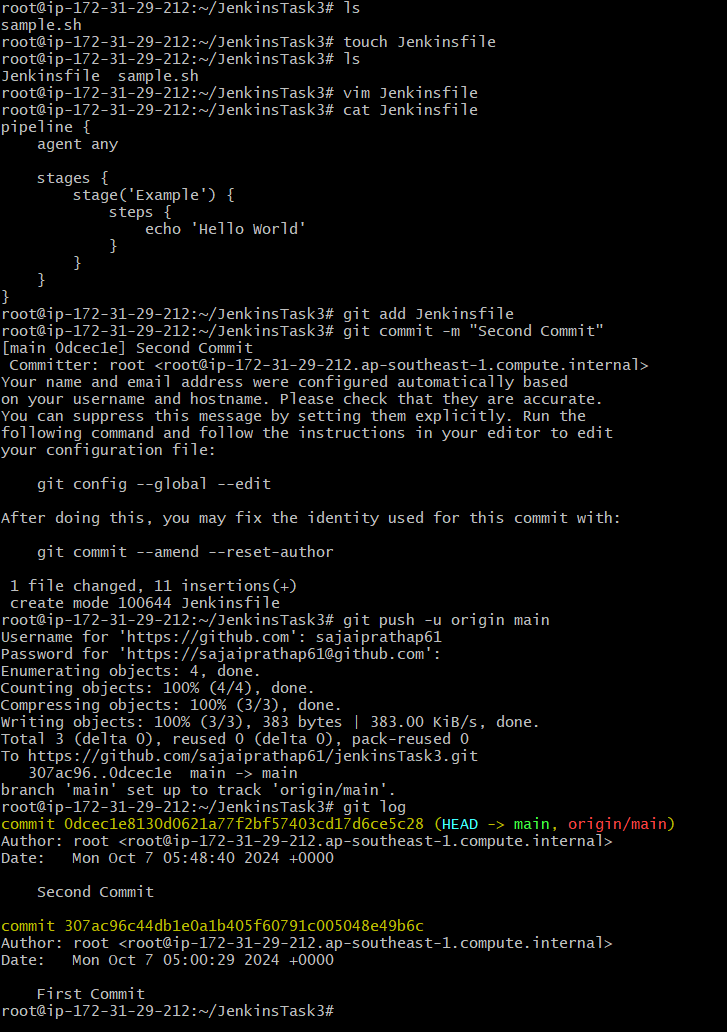 root@ip-172-31-29-212:~/JenkinsTask3# ls
sample.sh
root@ip-172-31-29-212:~/JenkinsTask3# touch Jenkinsfile
root@ip-172-31-29-212:~/JenkinsTask3# ls
Jenkinsfile  sample.sh
root@ip-172-31-29-212:~/JenkinsTask3# vim Jenkinsfile
root@ip-172-31-29-212:~/JenkinsTask3# cat Jenkinsfile
pipeline {
    agent any

    stages {
        stage('Example') {
            steps {
                echo 'Hello World'
            }
        }
    }
}
root@ip-172-31-29-212:~/JenkinsTask3# git add Jenkinsfile
root@ip-172-31-29-212:~/JenkinsTask3# git commit -m "Second Commit"
[main 0dcec1e] Second Commit
 Committer: root <root@ip-172-31-29-212.ap-southeast-1.compute.internal>
Your name and email address were configured automatically based
on your username and hostname. Please check that they are accurate.
You can suppress this message by setting them explicitly. Run the
following command and follow the instructions in your editor to edit
your configuration file:

    git config --global --edit

After doing this, you may fix the identity used for this commit with:

    git commit --amend --reset-author

 1 file changed, 11 insertions(+)
 create mode 100644 Jenkinsfile
root@ip-172-31-29-212:~/JenkinsTask3# git push -u origin main
Username for 'https://github.com': sajaiprathap61
Password for 'https://sajaiprathap61@github.com':
Enumerating objects: 4, done.
Counting objects: 100% (4/4), done.
Compressing objects: 100% (3/3), done.
Writing objects: 100% (3/3), 383 bytes | 383.00 KiB/s, done.
Total 3 (delta 0), reused 0 (delta 0), pack-reused 0
To https://github.com/sajaiprathap61/jenkinsTask3.git
   307ac96..0dcec1e  main -> main
branch 'main' set up to track 'origin/main'.
root@ip-172-31-29-212:~/JenkinsTask3# git log
commit 0dcec1e8130d0621a77f2bf57403cd17d6ce5c28 (HEAD -> main, origin/main)
Author: root <root@ip-172-31-29-212.ap-southeast-1.compute.internal>
Date:   Mon Oct 7 05:48:40 2024 +0000

    Second Commit

commit 307ac96c44db1e0a1b405f60791c005048e49b6c
Author: root <root@ip-172-31-29-212.ap-southeast-1.compute.internal>
Date:   Mon Oct 7 05:00:29 2024 +0000

    First Commit
root@ip-172-31-29-212:~/JenkinsTask3#